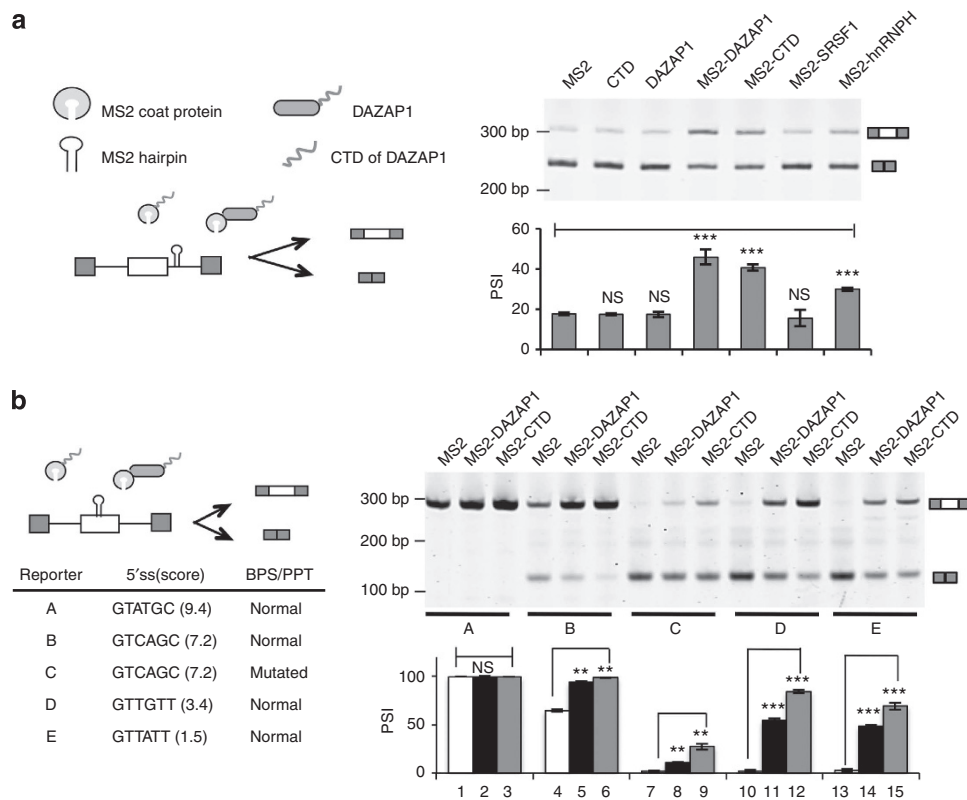 a
MS2 coat protein
DAZAP1
MS2 hairpin
CTD of DAZAP1
MS2
CTD
DAZAP1
MS2-DAZAP1
MS2-CTD
MS2-SRSF1
MS2-hnRNPH
300 bp
200 bp
60
40
20
0
PSI
NS
NS
***
***
NS
***
b
Reporter 5′ss(score) BPS/PPT
A GTATGC (9.4) Normal
B GTCAGC (7.2) Normal
C GTCAGC (7.2) Mutated
D GTTGTT (3.4) Normal
E GTTATT (1.5) Normal
MS2
MS2-DAZAP1
MS2-CTD
MS2
MS2-DAZAP1
MS2-CTD
MS2
MS2-DAZAP1
MS2-CTD
MS2
MS2-DAZAP1
MS2-CTD
MS2
MS2-DAZAP1
MS2-CTD
300 bp
200 bp
100 bp
A B C D E
100
50
0
PSI
NS
** **
** **
*** ***
*** ***
1 2 3 4 5 6 7 8 9 10 11 12 13 14 15